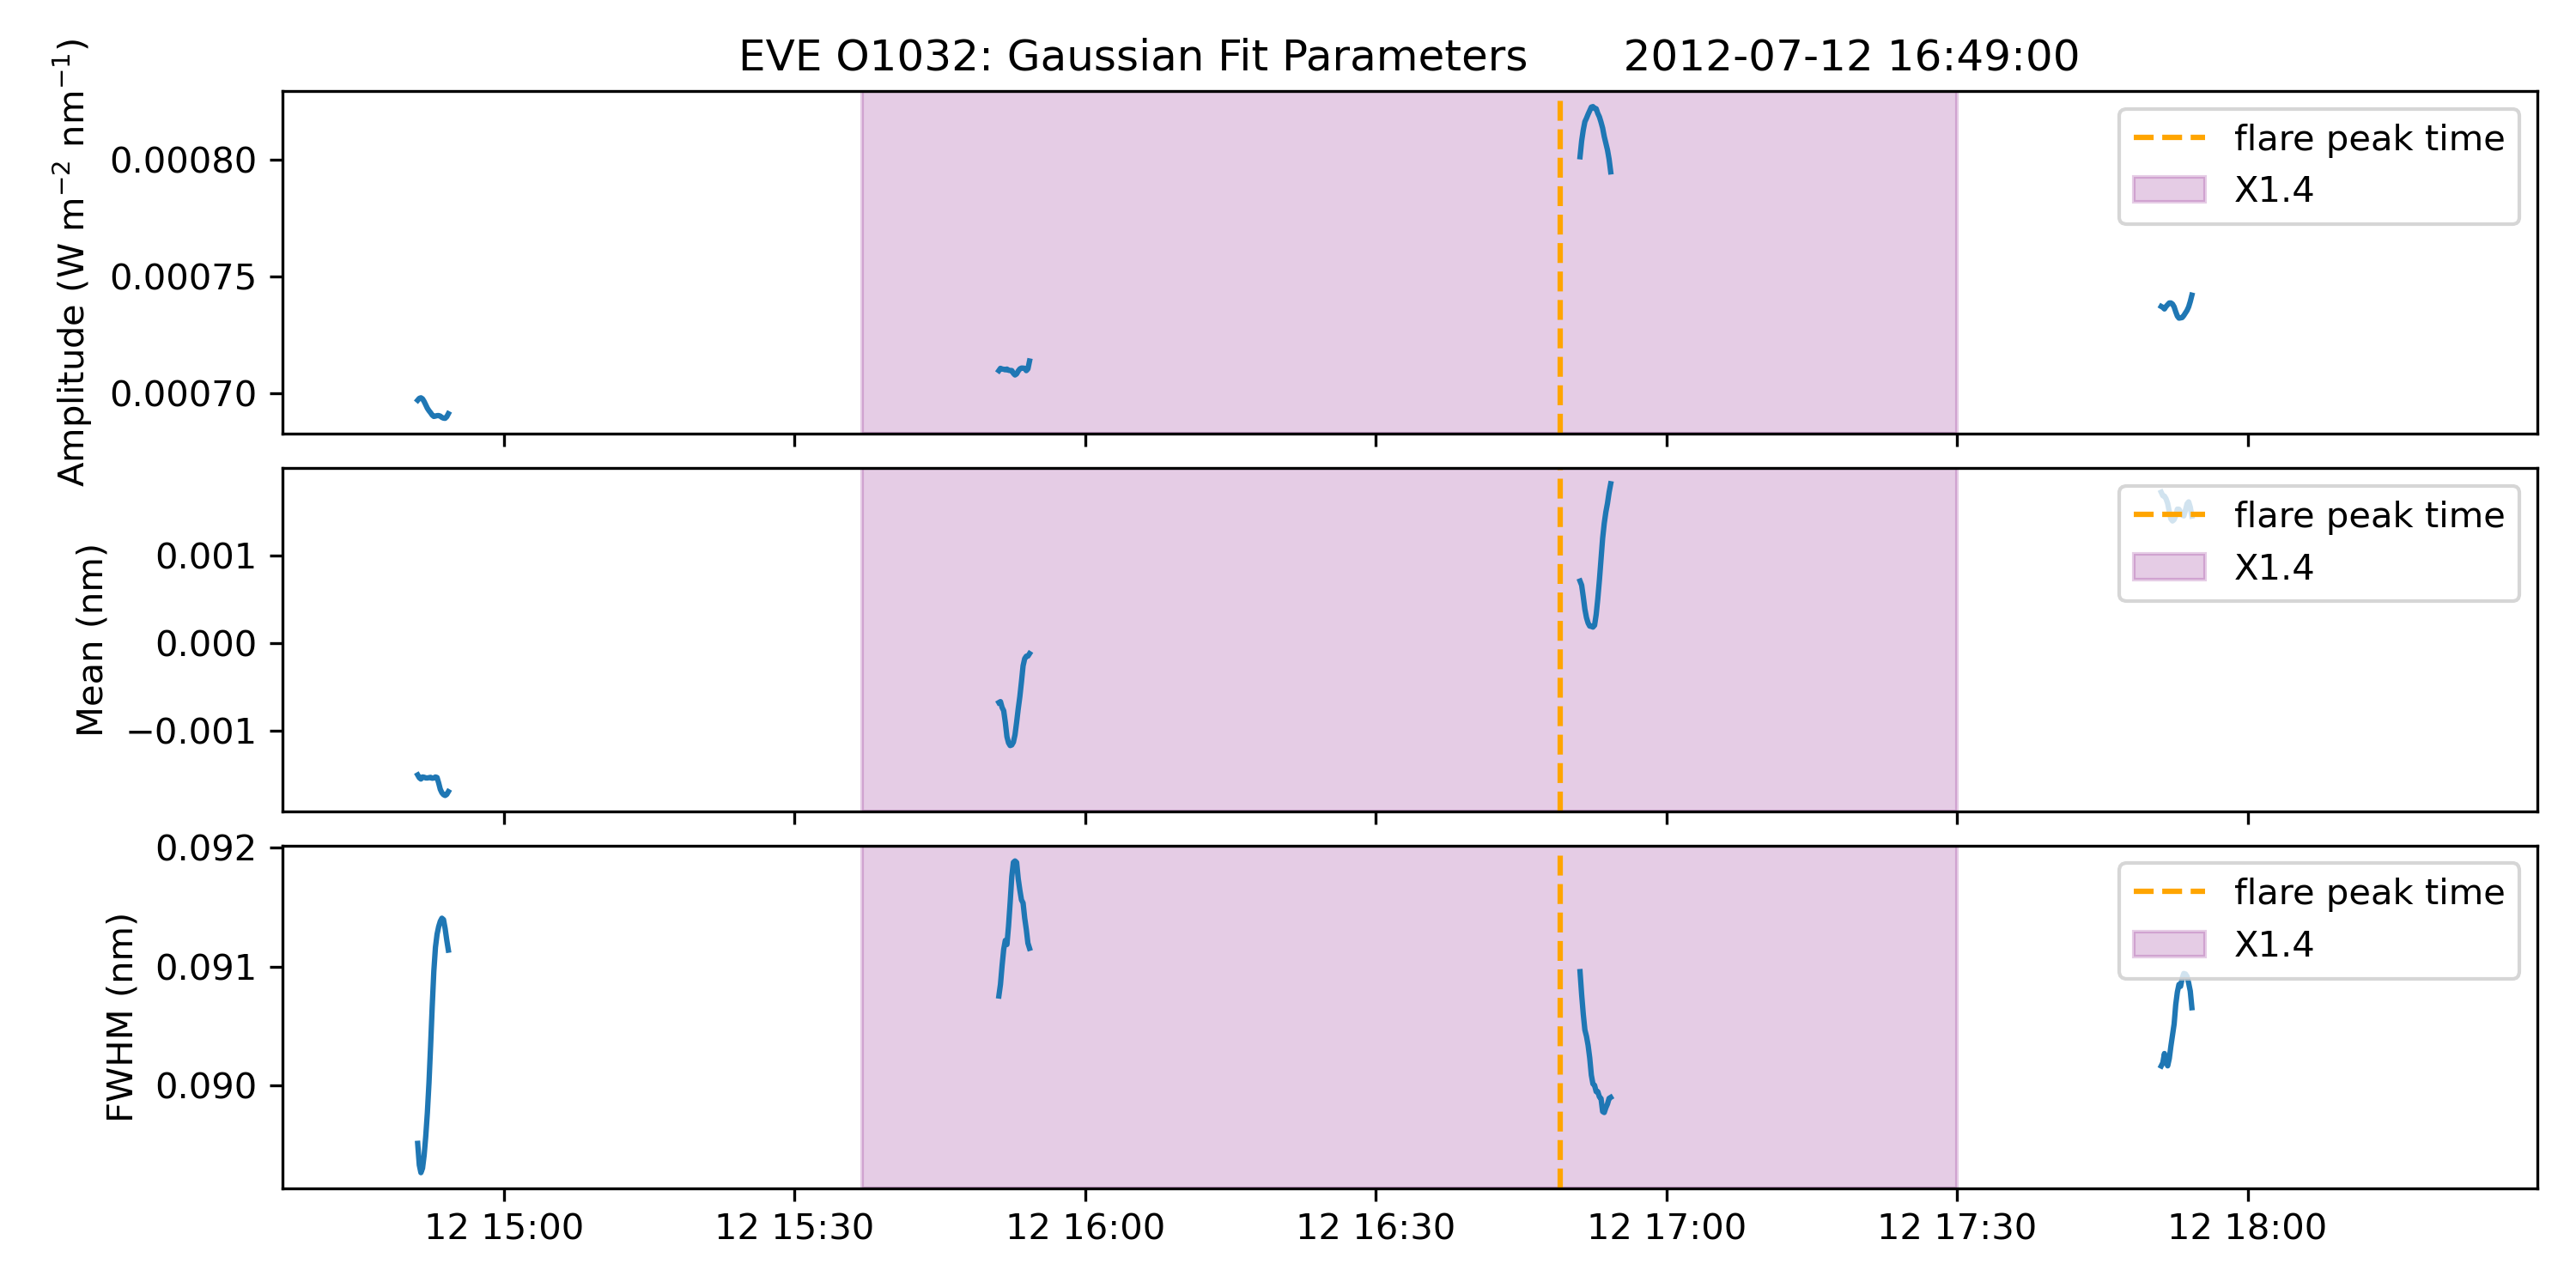 EVE O1032: Gaussian Fit Parameters 2012-07-12 16:49:00
Amplitude (W m⁻² nm⁻¹)
0.00080
0.00075
0.00070
flare peak time
X1.4
Mean (nm)
0.001
0.000
−0.001
flare peak time
X1.4
FWHM (nm)
0.092
0.091
0.090
flare peak time
X1.4
12 15:00 12 15:30 12 16:00 12 16:30 12 17:00 12 17:30 12 18:00